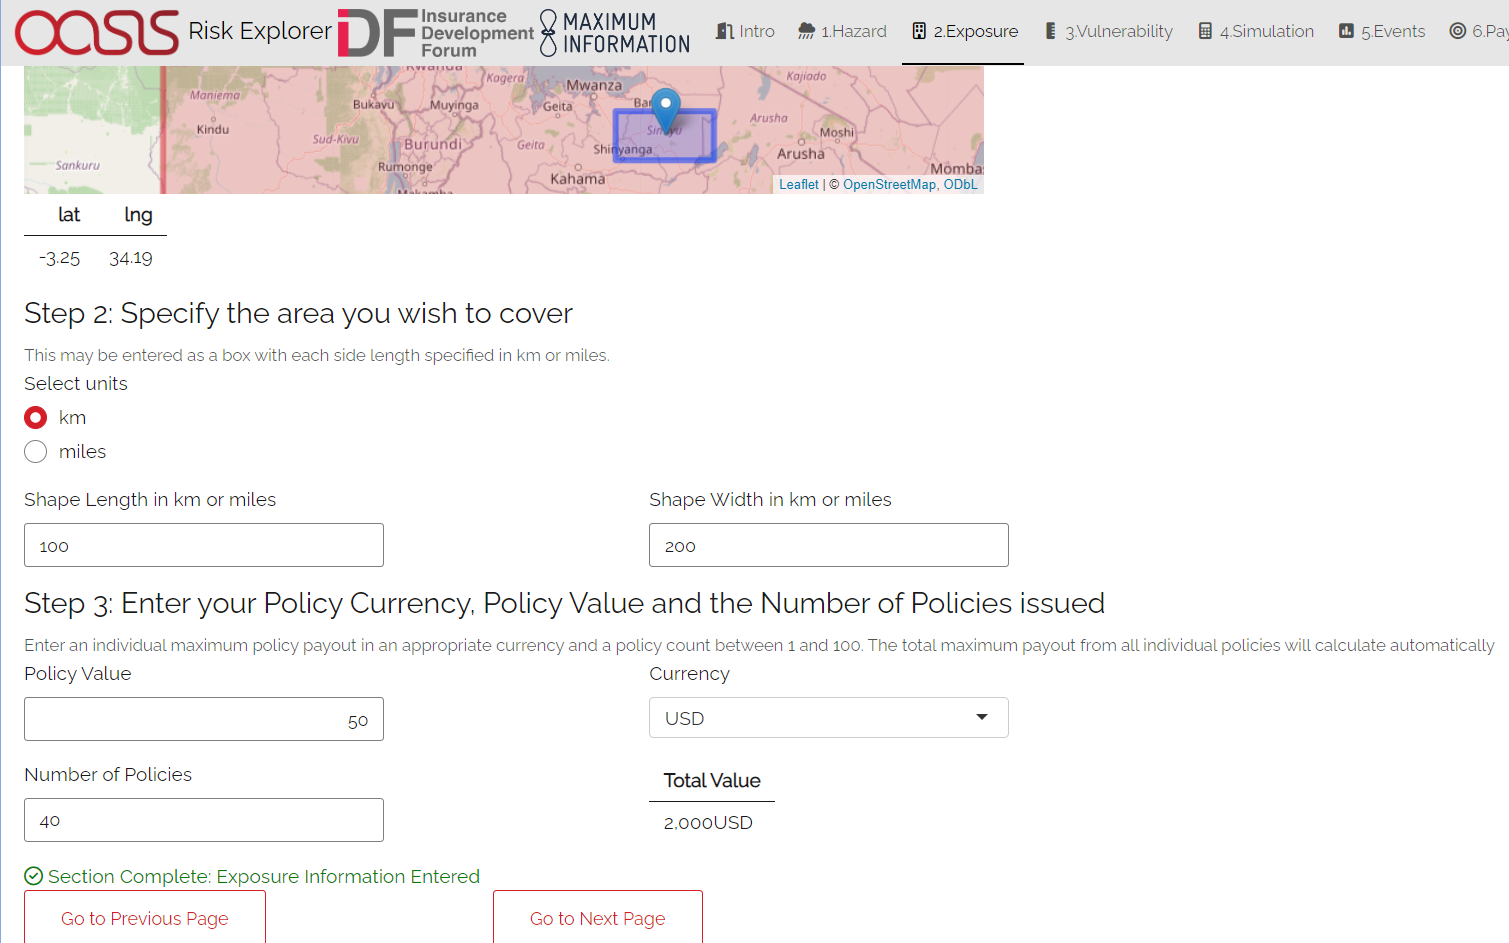 OASIS Risk Explorer IDF Insurance Development Forum MAXIMUM INFORMATION Intro 1.Hazard 2.Exposure 3.Vulnerability 4.Simulation 5.Events 6.Pay
Rwanda Kagera Mwanza Kajiado
Maniema Bukavu Muyinga Geita Bar
Kindu Sud-Kivu Burundi Geita Simiyu Arusha Moshi
Sankuru Rumonge Shinyanga Arusha
Kahama Mombas
Makamba Leaflet | © OpenStreetMap, ODbL
lat lng
-3.25 34.19
Step 2: Specify the area you wish to cover
This may be entered as a box with each side length specified in km or miles.
Select units
km
miles
Shape Length in km or miles Shape Width in km or miles
100 200
Step 3: Enter your Policy Currency, Policy Value and the Number of Policies issued
Enter an individual maximum policy payout in an appropriate currency and a policy count between 1 and 100. The total maximum payout from all individual policies will calculate automatically
Policy Value Currency
50 USD
Number of Policies Total Value
40 2,000USD
Section Complete: Exposure Information Entered
Go to Previous Page Go to Next Page